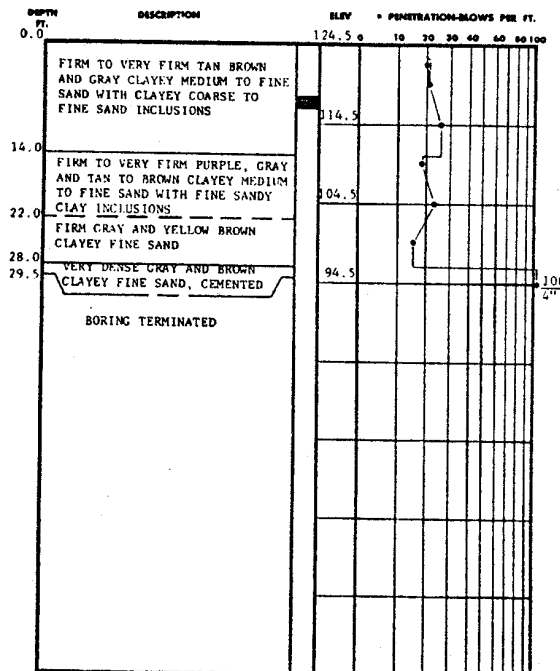 DEPTH FT. DESCRIPTION ELEV • PENETRATION-BLOWS PER FT.
0.0 124.5 0 10 20 30 40 60 80 100
FIRM TO VERY FIRM TAN BROWN
AND GRAY CLAYEY MEDIUM TO FINE
SAND WITH CLAYEY COARSE TO
FINE SAND INCLUSIONS
114.5
14.0
FIRM TO VERY FIRM PURPLE, GRAY
AND TAN TO BROWN CLAYEY MEDIUM
TO FINE SAND WITH FINE SANDY
CLAY INCLUSIONS
104.5
22.0
FIRM GRAY AND YELLOW BROWN
CLAYEY FINE SAND
28.0
VERY DENSE GRAY AND BROWN
29.5
CLAYEY FINE SAND, CEMENTED
94.5
100
4"
BORING TERMINATED